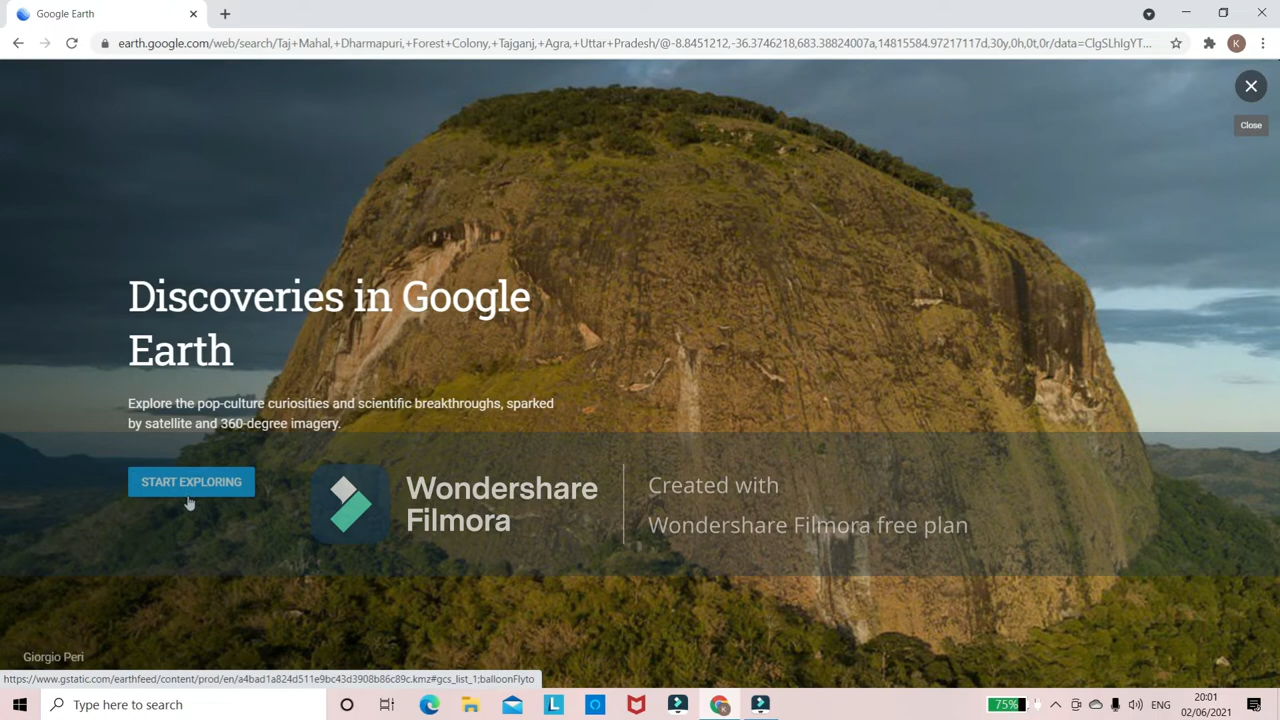 Google Earth
earth.google.com/web/search/Taj+Mahal,+Dharmapuri,+Forest+Colony,+Tajganj,+Agra,+Uttar+Pradesh/@-8.8451212,-36.3746218,683.38824007a,14815584.97217117d,30y,0h,0t,0r/data=ClgSLhIgYT...
K
Close
Discoveries in Google
Earth
Explore the pop-culture curiosities and scientific breakthroughs, sparked
by satellite and 360-degree imagery.
START EXPLORING
Wondershare
Filmora
Created with
Wondershare Filmora free plan
Giorgio Peri
https://www.gstatic.com/earthfeed/content/prod/en/a4bad1a824d511e9bc43d3908b86c89c.kmz#gcs_list_1;balloonFlyto
Type here to search
L
K
75%
ENG
20:01
02/06/2021